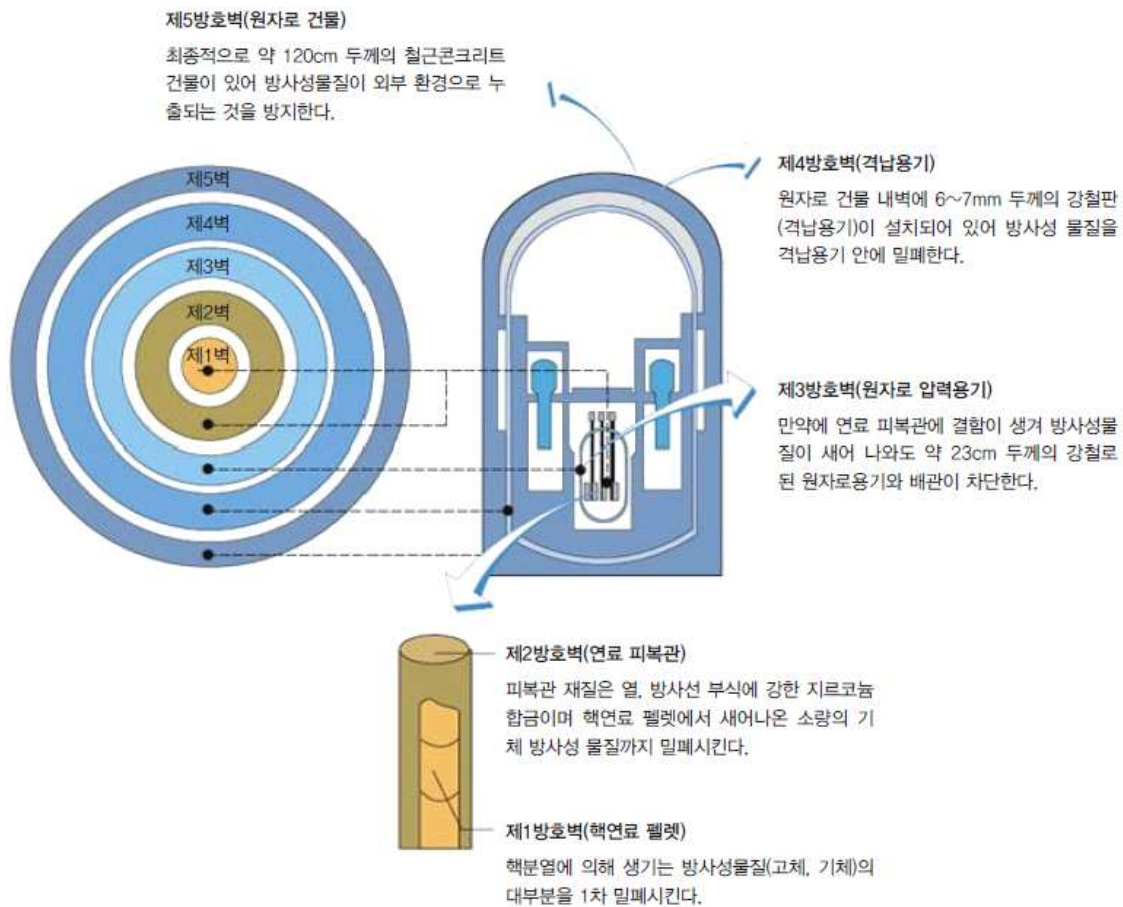 제5방호벽(원자로 건물)
최종적으로 약 120cm 두께의 철근콘크리트
건물이 있어 방사성물질이 외부 환경으로 누
출되는 것을 방지한다.
제5벽
제4벽
제3벽
제2벽
제1벽
제4방호벽(격납용기)
원자로 건물 내벽에 6~7mm 두께의 강철판
(격납용기)이 설치되어 있어 방사성 물질을
격납용기 안에 밀폐한다.
제3방호벽(원자로 압력용기)
만약에 연료 피복관에 결함이 생겨 방사성물
질이 새어 나와도 약 23cm 두께의 강철로
된 원자로용기와 배관이 차단한다.
제2방호벽(연료 피복관)
피복관 재질은 열, 방사선 부식에 강한 지르코늄
합금이며 핵연료 펠렛에서 새어나온 소량의 기
체 방사성 물질까지 밀폐시킨다.
제1방호벽(핵연료 펠렛)
핵분열에 의해 생기는 방사성물질(고체, 기체)의
대부분을 1차 밀폐시킨다.